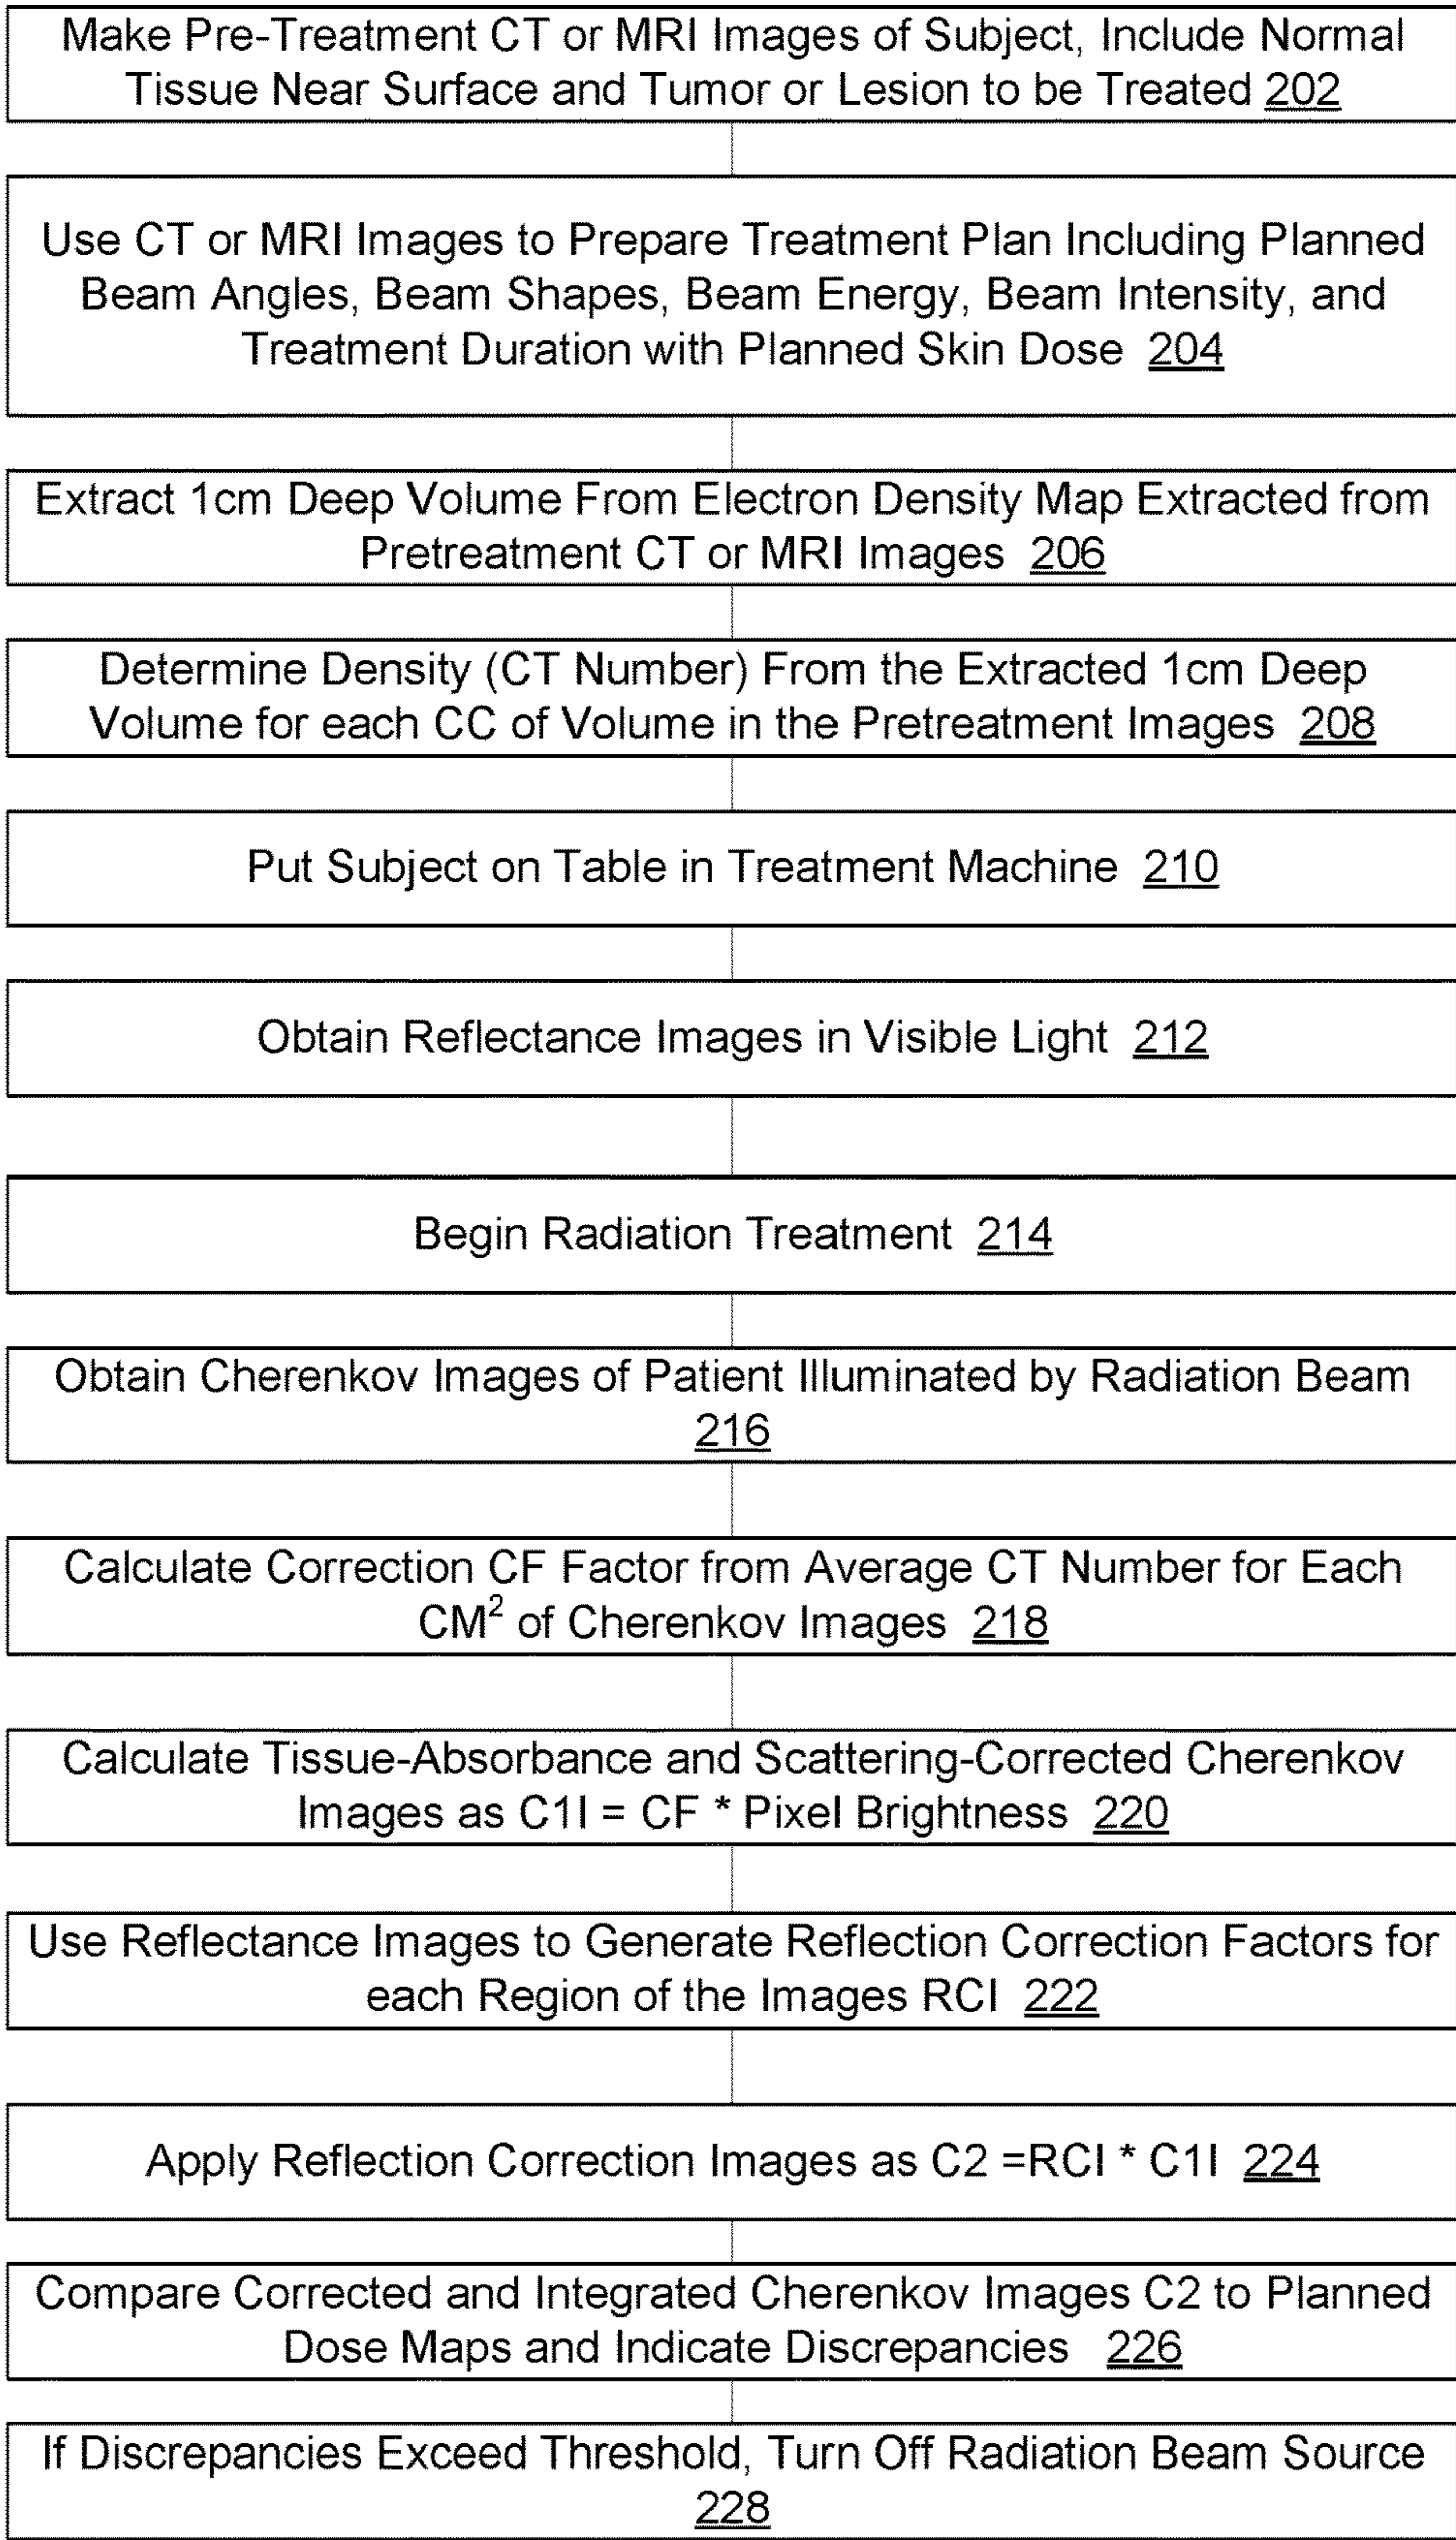 Make Pre-Treatment CT or MRI Images of Subject, Include Normal
Tissue Near Surface and Tumor or Lesion to be Treated 202
Use CT or MRI Images to Prepare Treatment Plan Including Planned
Beam Angles, Beam Shapes, Beam Energy, Beam Intensity, and
Treatment Duration with Planned Skin Dose 204
Extract 1cm Deep Volume From Electron Density Map Extracted from
Pretreatment CT or MRI Images 206
Determine Density (CT Number) From the Extracted 1cm Deep
Volume for each CC of Volume in the Pretreatment Images 208
Put Subject on Table in Treatment Machine 210
Obtain Reflectance Images in Visible Light 212
Begin Radiation Treatment 214
Obtain Cherenkov Images of Patient Illuminated by Radiation Beam
216
Calculate Correction CF Factor from Average CT Number for Each
CM² of Cherenkov Images 218
Calculate Tissue-Absorbance and Scattering-Corrected Cherenkov
Images as C1I = CF * Pixel Brightness 220
Use Reflectance Images to Generate Reflection Correction Factors for
each Region of the Images RCI 222
Apply Reflection Correction Images as C2 =RCI * C1I 224
Compare Corrected and Integrated Cherenkov Images C2 to Planned
Dose Maps and Indicate Discrepancies 226
If Discrepancies Exceed Threshold, Turn Off Radiation Beam Source
228